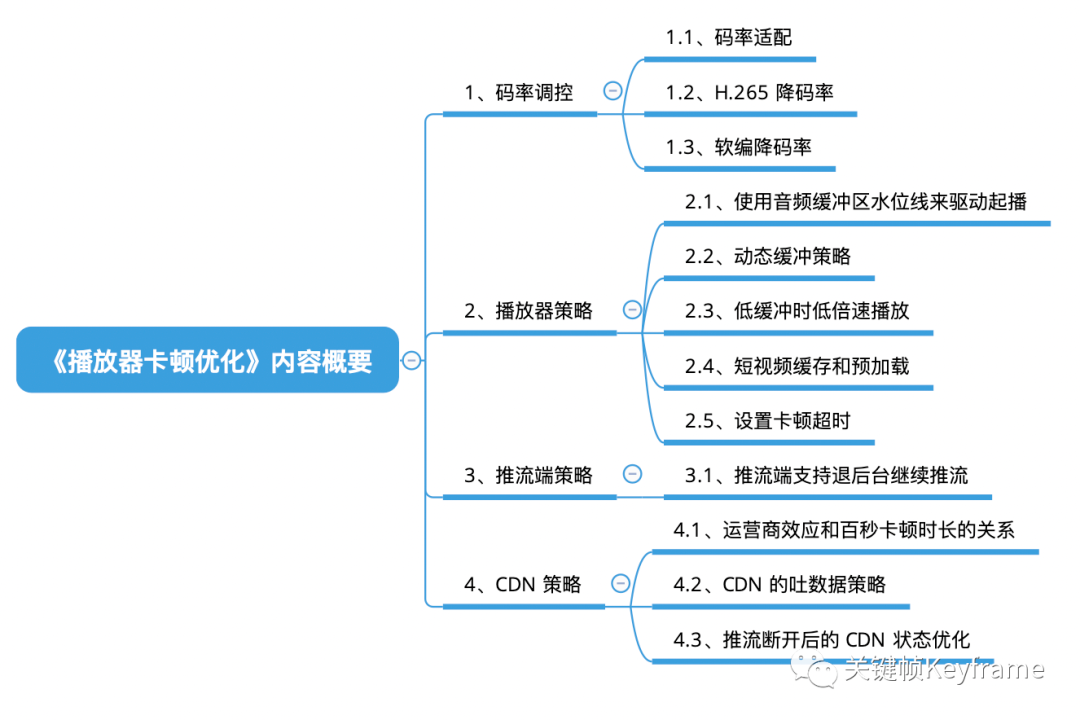 《播放器卡顿优化》内容概要
1、码率调控
1.1、码率适配
1.2、H.265 降码率
1.3、软编降码率
2、播放器策略
2.1、使用音频缓冲区水位线来驱动起播
2.2、动态缓冲策略
2.3、低缓冲时低倍速播放
2.4、短视频缓存和预加载
2.5、设置卡顿超时
3、推流端策略
3.1、推流端支持退后台继续推流
4、CDN 策略
4.1、运营商效应和百秒卡顿时长的关系
4.2、CDN 的吐数据策略
4.3、推流断开后的 CDN 状态优化
关键帧Keyframe